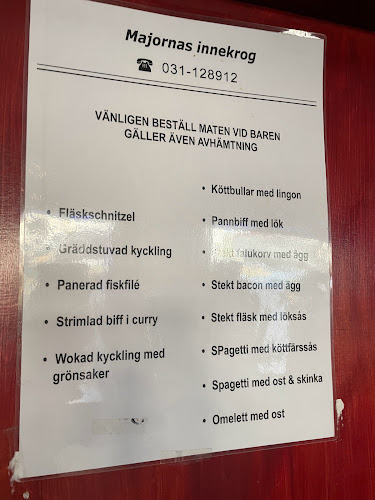 Majornas innekrog
☎ 031-128912
VÄNLIGEN BESTÄLL MATEN VID BAREN
GÄLLER ÄVEN AVHÄMTNING
• Fläskschnitzel
• Gräddstuvad kyckling
• Panerad fiskfilé
• Strimlad biff i curry
• Wokad kyckling med
grönsaker
• Köttbullar med lingon
• Pannbiff med lök
falukorv med ägg
• Stekt bacon med ägg
• Stekt fläsk med löksås
• SPagetti med köttfärssås
• Spagetti med ost & skinka
• Omelett med ost